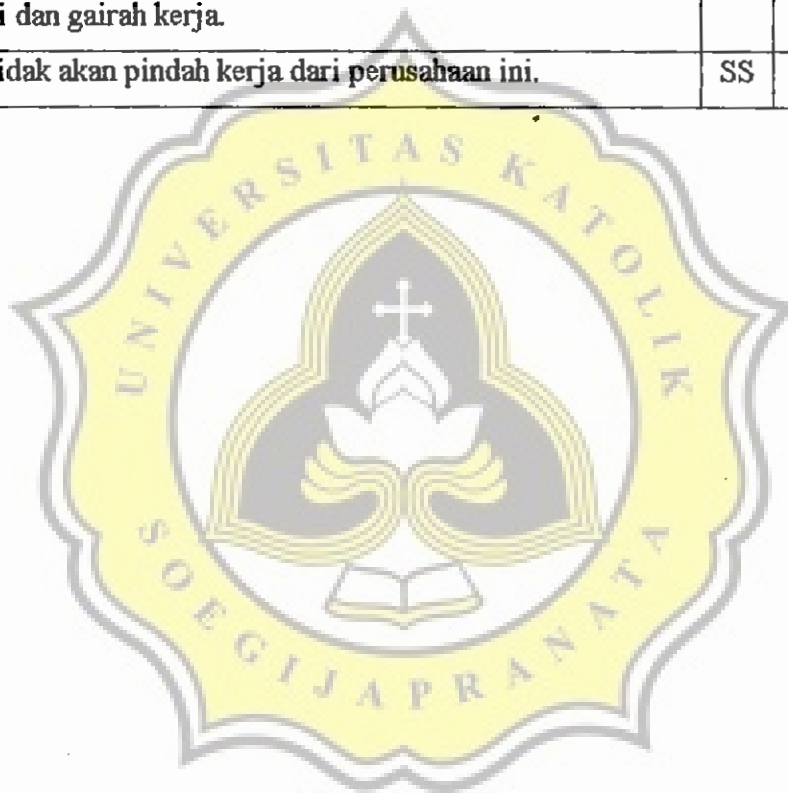 i dan gairah kerja.
idak akan pindah kerja dari perusahaan ini. SS
UNIVERSITAS KATOLIK
SOEGIJAPRANATA